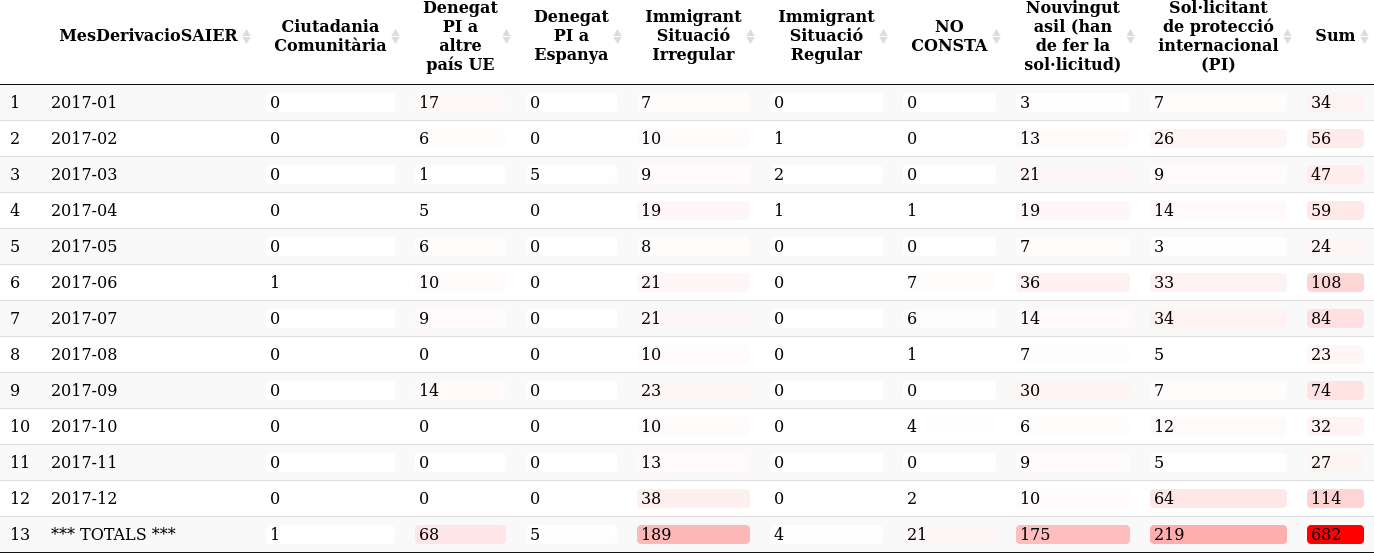 MesDerivacioSAIER Ciutadania Comunitària Denegat PI a altre país UE Denegat PI a Espanya Immigrant Situació Irregular Immigrant Situació Regular NO CONSTA Nouvingut asil (han de fer la sol·licitud) Sol·licitant de protecció internacional (PI) Sum
1 2017-01 0 17 0 7 0 0 3 7 34
2 2017-02 0 6 0 10 1 0 13 26 56
3 2017-03 0 1 5 9 2 0 21 9 47
4 2017-04 0 5 0 19 1 1 19 14 59
5 2017-05 0 6 0 8 0 0 7 3 24
6 2017-06 1 10 0 21 0 7 36 33 108
7 2017-07 0 9 0 21 0 6 14 34 84
8 2017-08 0 0 0 10 0 1 7 5 23
9 2017-09 0 14 0 23 0 0 30 7 74
10 2017-10 0 0 0 10 0 4 6 12 32
11 2017-11 0 0 0 13 0 0 9 5 27
12 2017-12 0 0 0 38 0 2 10 64 114
13 *** TOTALS *** 1 68 5 189 4 21 175 219 682